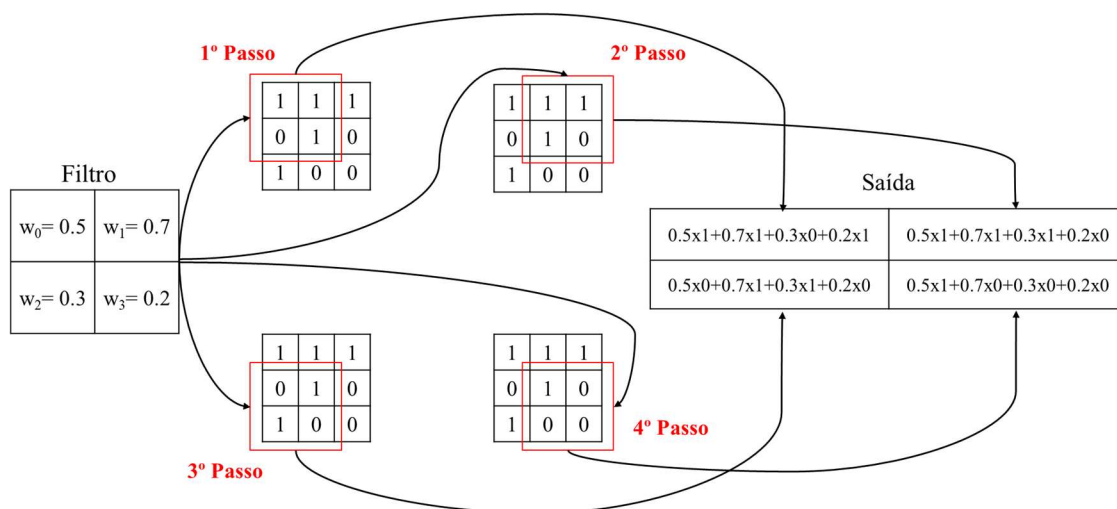 1º Passo
2º Passo
1 1 1
0 1 0
1 0 0
1 1 1
0 1 0
1 0 0
Filtro
w₀= 0.5 w₁= 0.7
w₂= 0.3 w₃= 0.2
Saída
0.5x1+0.7x1+0.3x0+0.2x1 0.5x1+0.7x1+0.3x1+0.2x0
0.5x0+0.7x1+0.3x1+0.2x0 0.5x1+0.7x0+0.3x0+0.2x0
1 1 1
0 1 0
1 0 0
1 1 1
0 1 0
1 0 0
3º Passo
4º Passo